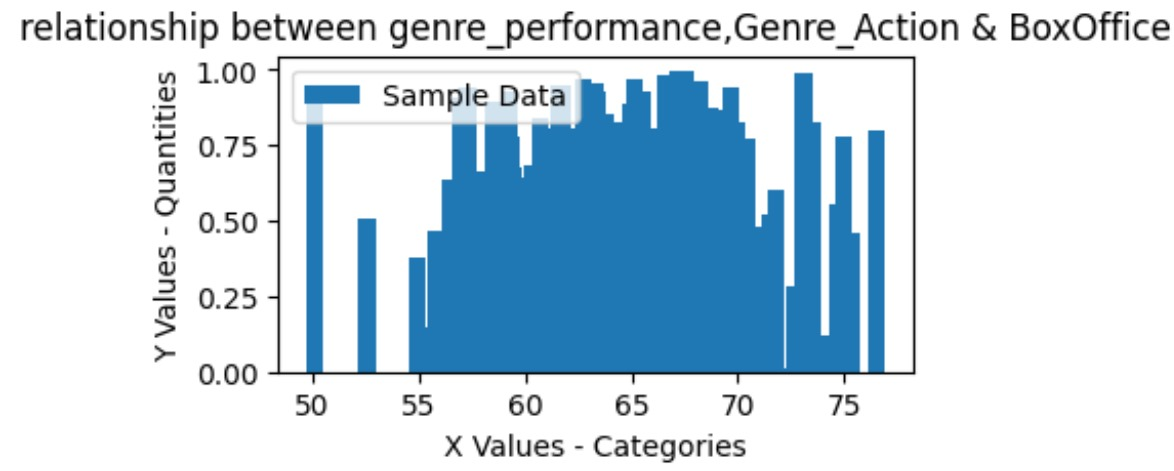 relationship between genre_performance,Genre_Action & BoxOffice
Y Values - Quantities
1.00
0.75
0.50
0.25
0.00
Sample Data
50 55 60 65 70 75
X Values - Categories